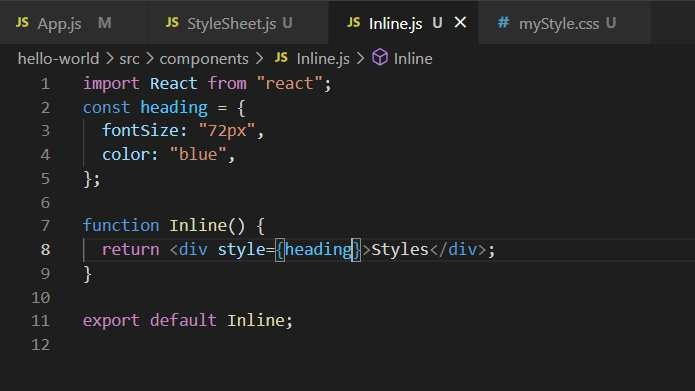 JS App.js M JS StyleSheet.js U JS Inline.js U × # myStyle.css U
hello-world > src > components > JS Inline.js > Inline
1 import React from "react";
2 const heading = {
3   fontSize: "72px",
4   color: "blue",
5 };
6
7 function Inline() {
8   return <div style={heading}>Styles</div>;
9 }
10
11 export default Inline;
12